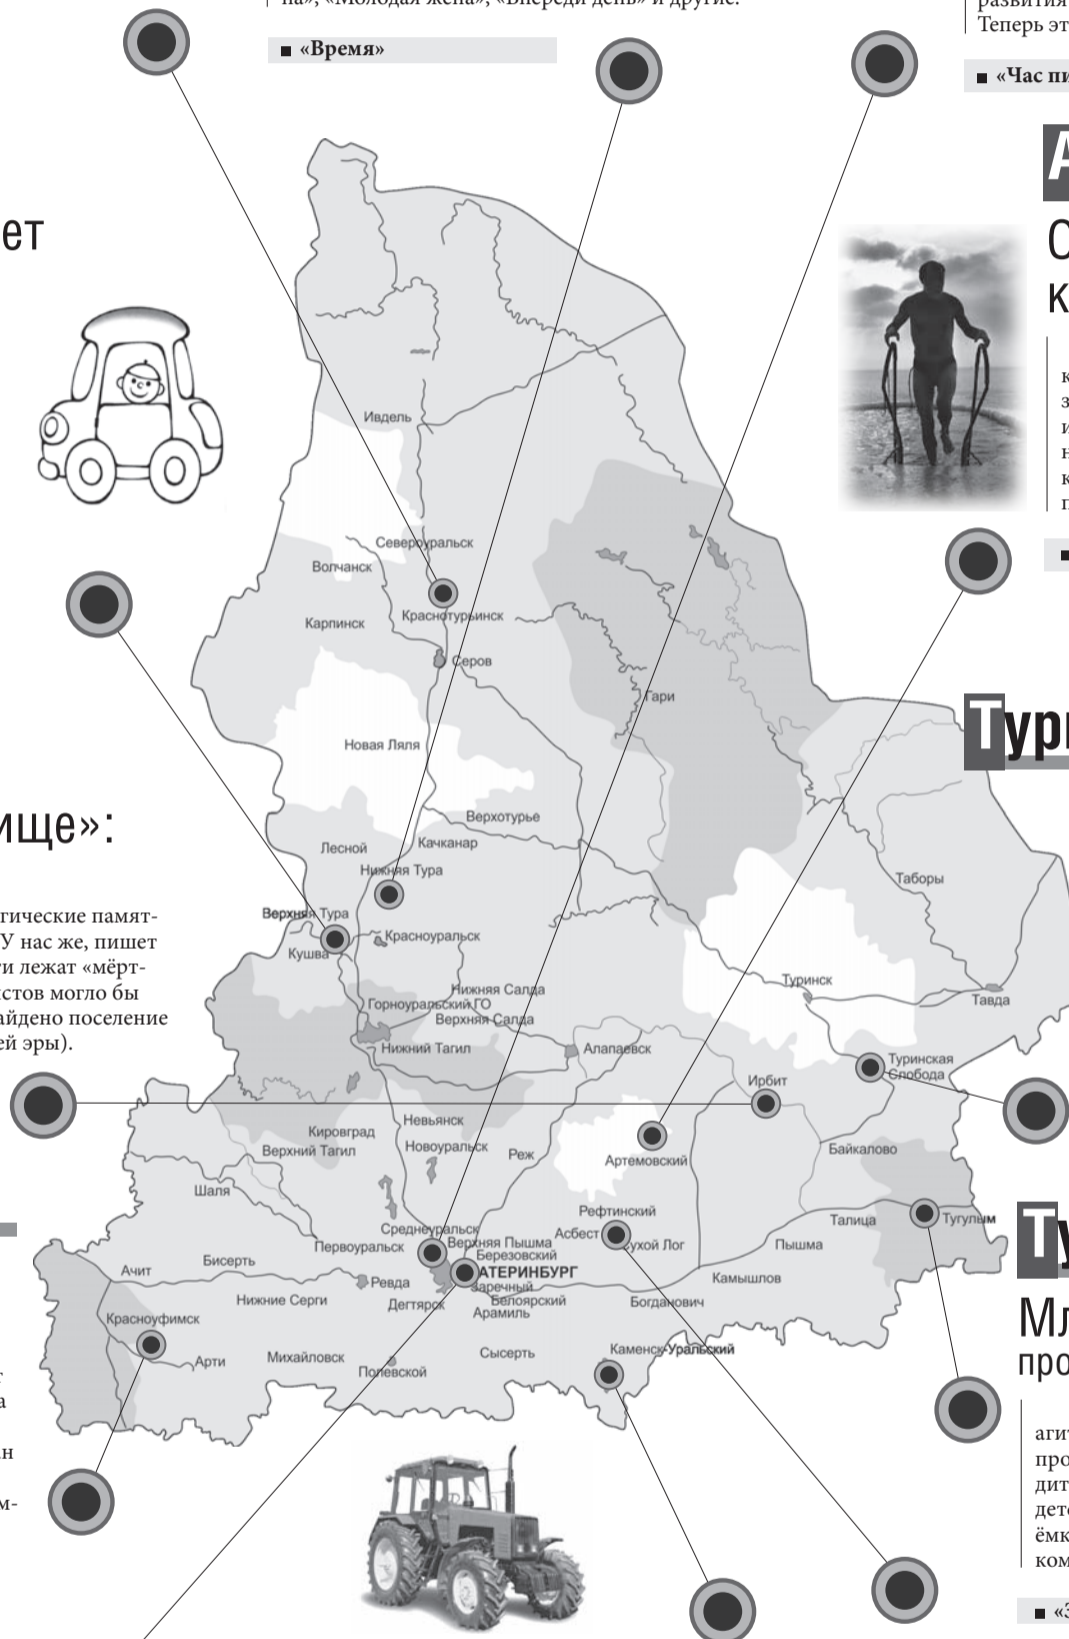 на», «Молодая жена», «Впереди день» и другие.
«Время»
развития
Теперь эт
«Час пи
А
С
к
к
з
и
н
к
п
ет
Ивдель
Североуральск
Волчанск
Краснотурьинск
Карпинск
Серов
Гари
Тури
Новая Ляля
Верхотурье
ище»:
Лесной
Качканар
Нижняя Тура
Таборы
гические памят-
У нас же, пишет
ти лежат «мёрт-
истов могло бы
айдено поселение
ей эры).
Верхняя Тура
Красноуральск
Кушва
Туринск
Тавда
Нижняя Салда
Горноуральский ГО
Верхняя Салда
Нижний Тагил
Алапаевск
Туринская
Слобода
Ирбит
Невьянск
Кировград
Новоуральск
Верхний Тагил
Реж
Артемовский
Байкалово
Шаля
Рефтинский
Талица
Тугулым
Среднеуральск
Асбест
Верхняя Пышма
Сухой Лог
Пышма
Первоуральск
Березовский
Бисерть
Ачит
АТЕРИНБУРГ
Камышлов
Ревда
Заречный
Нижние Серги
Дегтярск
Белоярский
Богданович
Арамиль
Красноуфимск
Каменск-Уральский
Сысерть
Михайловск
Арти
Полевской
Ту
Мл
про
т
а
н
м-
агит
про
дит
дето
ёмк
ком
«З